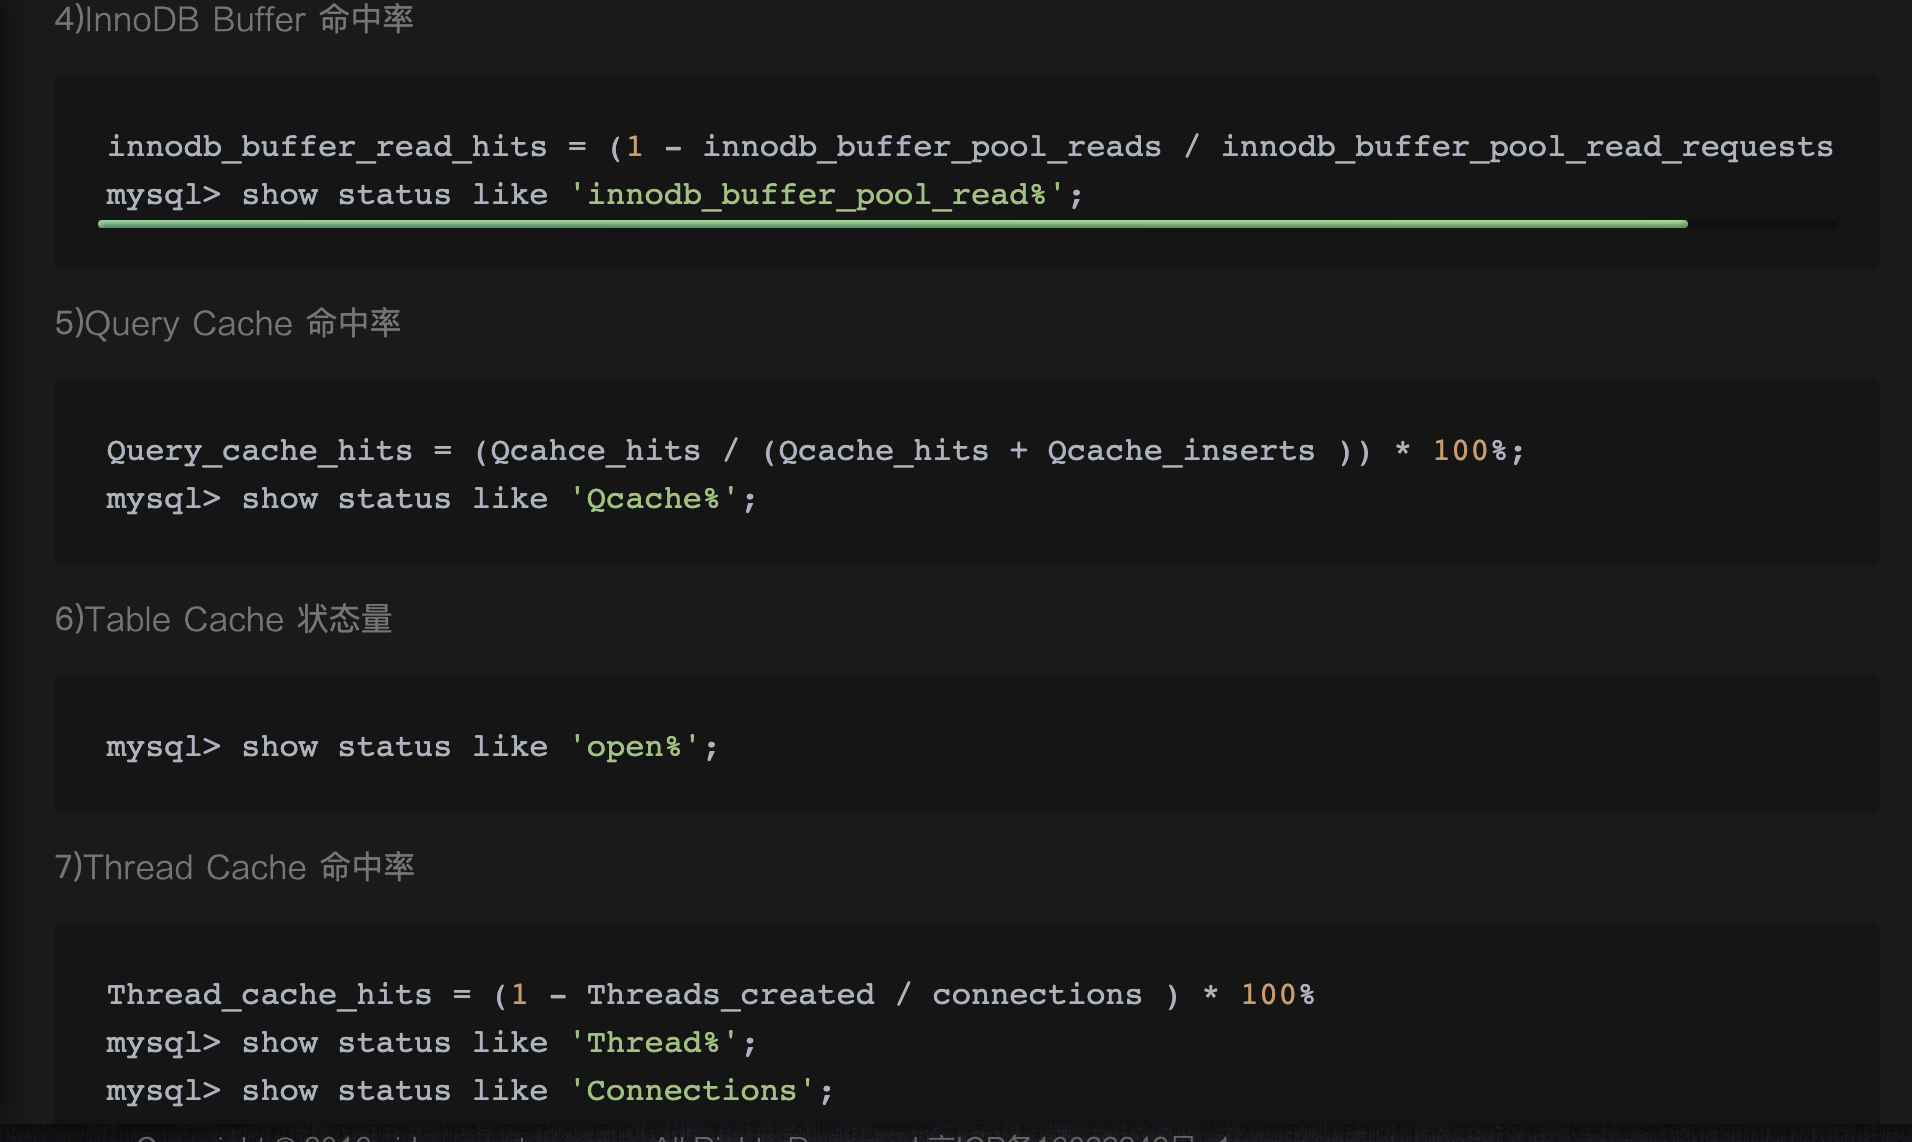 4)InnoDB Buffer 命中率
innodb_buffer_read_hits = (1 - innodb_buffer_pool_reads / innodb_buffer_pool_read_requests
mysql> show status like 'innodb_buffer_pool_read%';
5)Query Cache 命中率
Query_cache_hits = (Qcahce_hits / (Qcache_hits + Qcache_inserts )) * 100%;
mysql> show status like 'Qcache%';
6)Table Cache 状态量
mysql> show status like 'open%';
7)Thread Cache 命中率
Thread_cache_hits = (1 - Threads_created / connections ) * 100%
mysql> show status like 'Thread%';
mysql> show status like 'Connections';